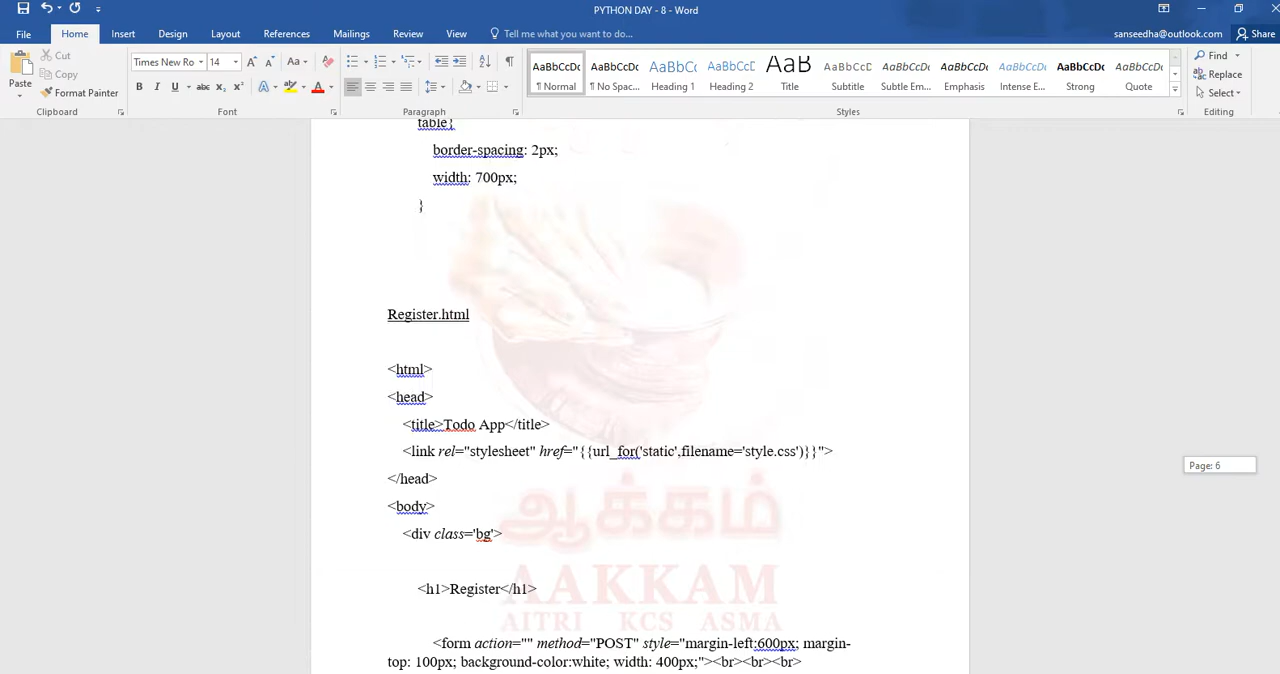 PYTHON DAY - 8 - Word
File Home Insert Design Layout References Mailings Review View Tell me what you want to do... sanseedha@outlook.com Share
Paste Cut Copy Format Painter
Times New Ro 14 Aa
B I U abc x₂ x² A A
AaBbCcDc AaBbCcDc AaBbCc AaBbCcD AaB AaBbCcD AaBbCcDc AaBbCcDc AaBbCcDc AaBbCcDc AaBbCcDc
¶ Normal ¶ No Spac... Heading 1 Heading 2 Title Subtitle Subtle Em... Emphasis Intense E... Strong Quote
Find Replace Select
Clipboard Font Paragraph Styles Editing
table{
border-spacing: 2px;
width: 700px;
}
Register.html
<html>
<head>
<title>Todo App</title>
<link rel="stylesheet" href="{{url_for('static',filename='style.css')}}">
</head>
<body>
<div class='bg'>
<h1>Register</h1>
<form action="" method="POST" style="margin-left:600px; margin-
top: 100px; background-color:white; width: 400px;"><br><br><br>
Page: 6
ஆக்கம்
AAKKAM
AITRI KCS ASMA